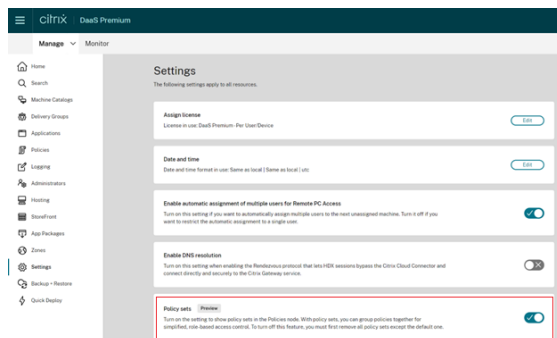 citrix DaaS Premium
Manage Monitor
Home
Search
Machine Catalogs
Delivery Groups
Applications
Policies
Logging
Administrators
Hosting
StoreFront
App Packages
Zones
Settings
Backup + Restore
Quick Deploy
Settings
The following settings apply to all resources.
Assign license
License in use: DaaS Premium - Per User/Device
Edit
Date and time
Date and time format in use: Same as local | Same as local | utc
Edit
Enable automatic assignment of multiple users for Remote PC Access
Turn on this setting if you want to automatically assign multiple users to the next unassigned machine. Turn it off if you
want to restrict the automatic assignment to a single user.
Enable DNS resolution
Turn on this setting when enabling the Rendezvous protocol that lets HDX sessions bypass the Citrix Cloud Connector and
connect directly and securely to the Citrix Gateway service.
Policy sets Preview
Turn on the setting to show policy sets in the Policies node. With policy sets, you can group policies together for
simplified, role-based access control. To turn off this feature, you must first remove all policy sets except the default one.